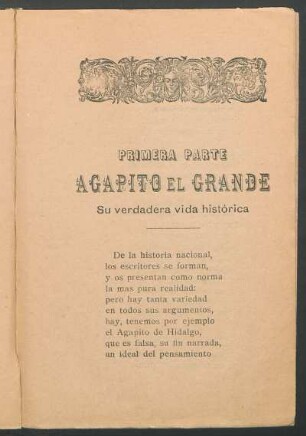 PRIMERA PARTE
AGAPITO EL GRANDE
Su verdadera vida histórica
De la historia nacional,
los escritores se forman,
y os presentan como norma
la mas pura realidad:
pero hay tanta variedad
en todos sus argumentos,
hay, tenemos por ejemplo
el Agapito de Hidalgo,
que es falsa, su fin narrada,
un ideal del pensamiento